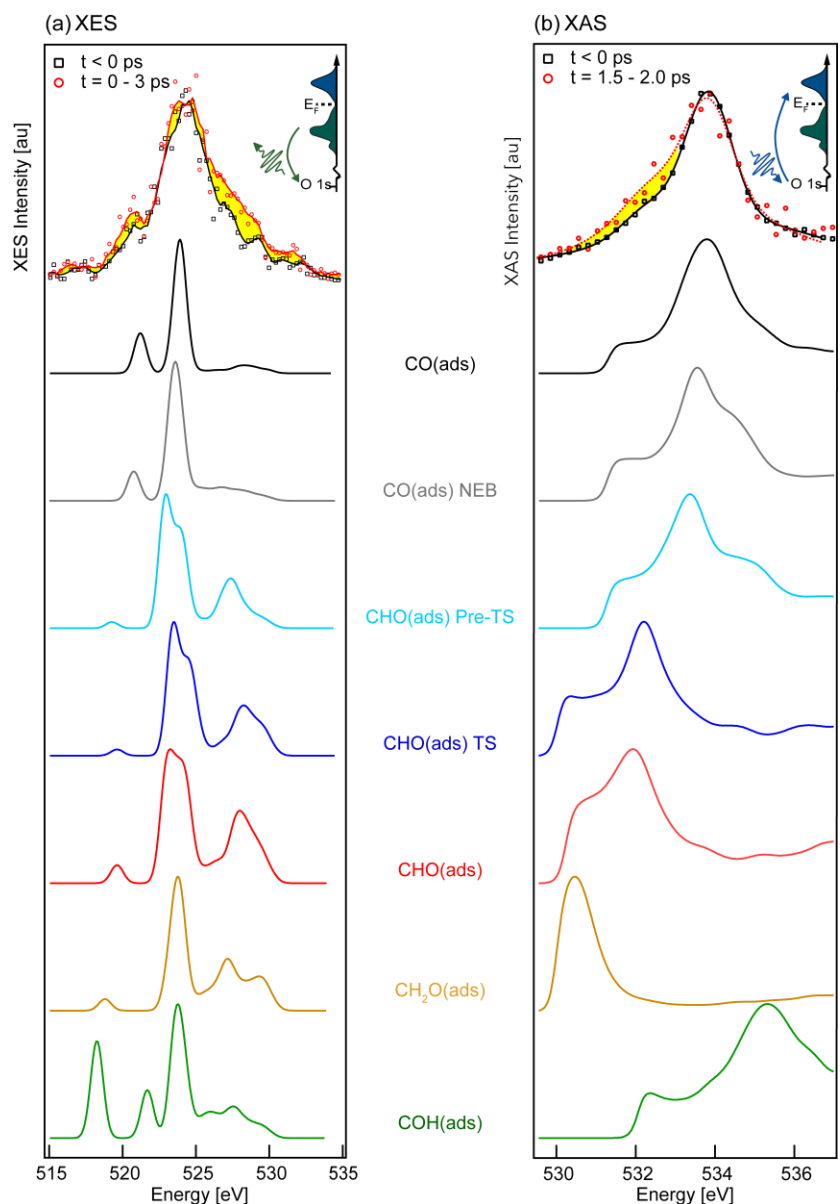 (a) XES
(b) XAS
t < 0 ps
t = 0 - 3 ps
E_F
O 1s
XES Intensity [au]
t < 0 ps
t = 1.5 - 2.0 ps
E_F
O 1s
XAS Intensity [au]
CO(ads)
CO(ads) NEB
CHO(ads) Pre-TS
CHO(ads) TS
CHO(ads)
CH₂O(ads)
COH(ads)
515 520 525 530 535
Energy [eV]
530 532 534 536
Energy [eV]